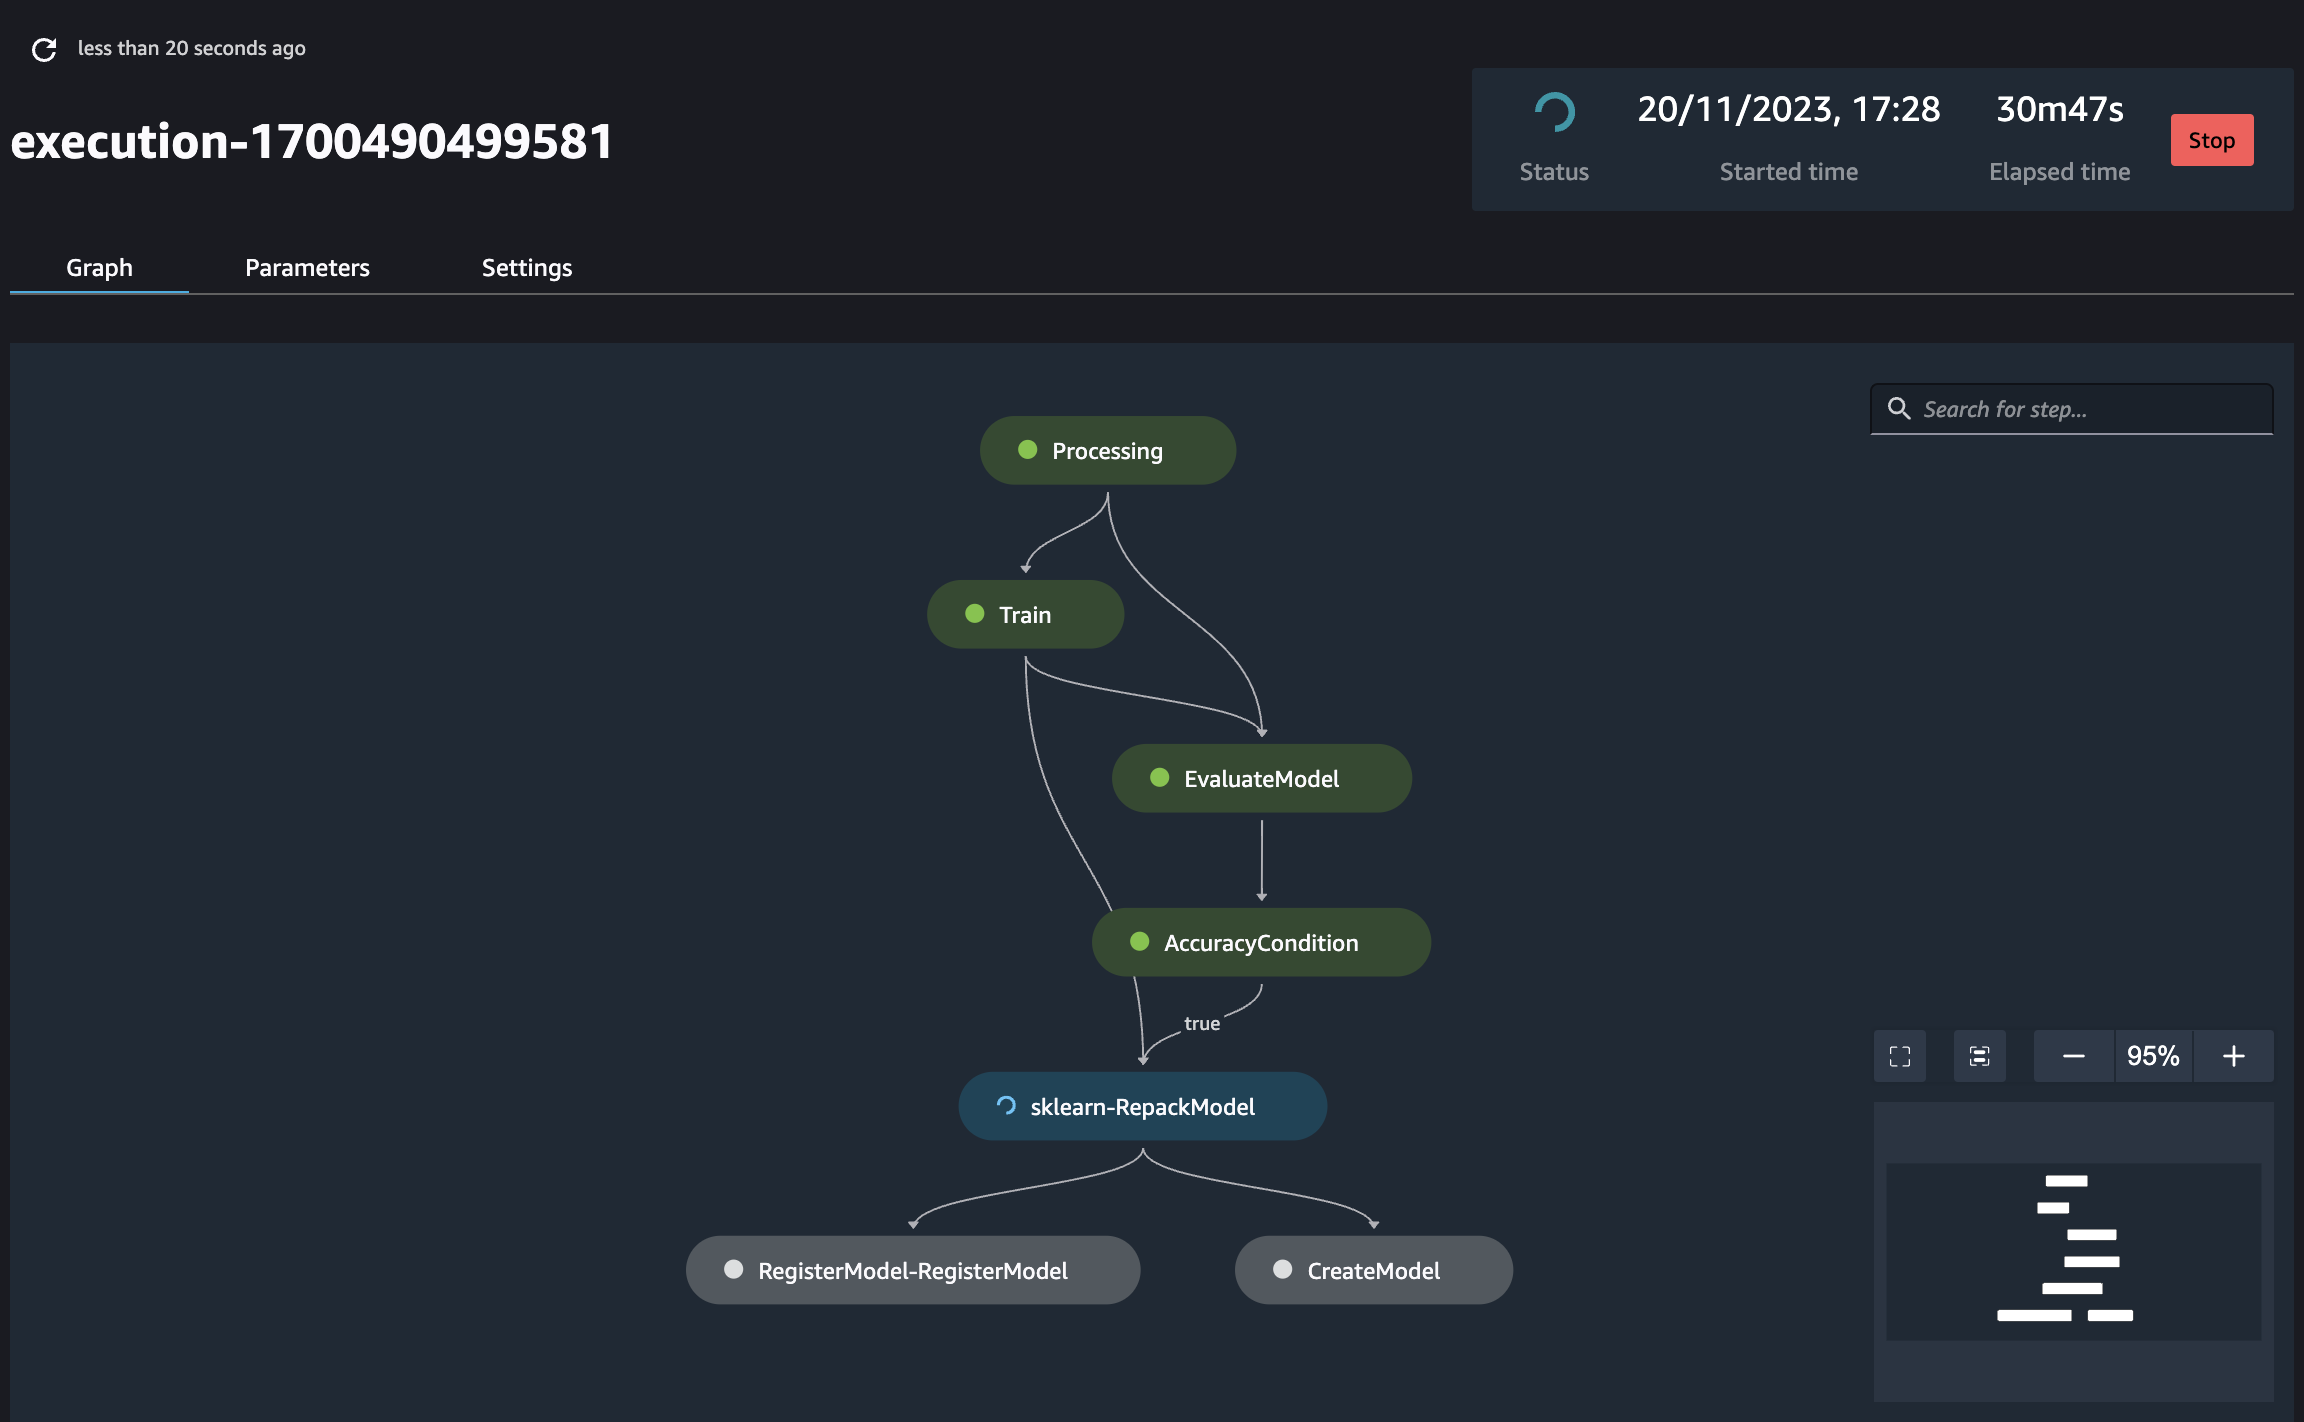 less than 20 seconds ago
execution-1700490499581
20/11/2023, 17:28
30m47s
Stop
Status
Started time
Elapsed time
Graph
Parameters
Settings
Search for step...
Processing
Train
EvaluateModel
AccuracyCondition
true
95%
sklearn-RepackModel
RegisterModel-RegisterModel
CreateModel